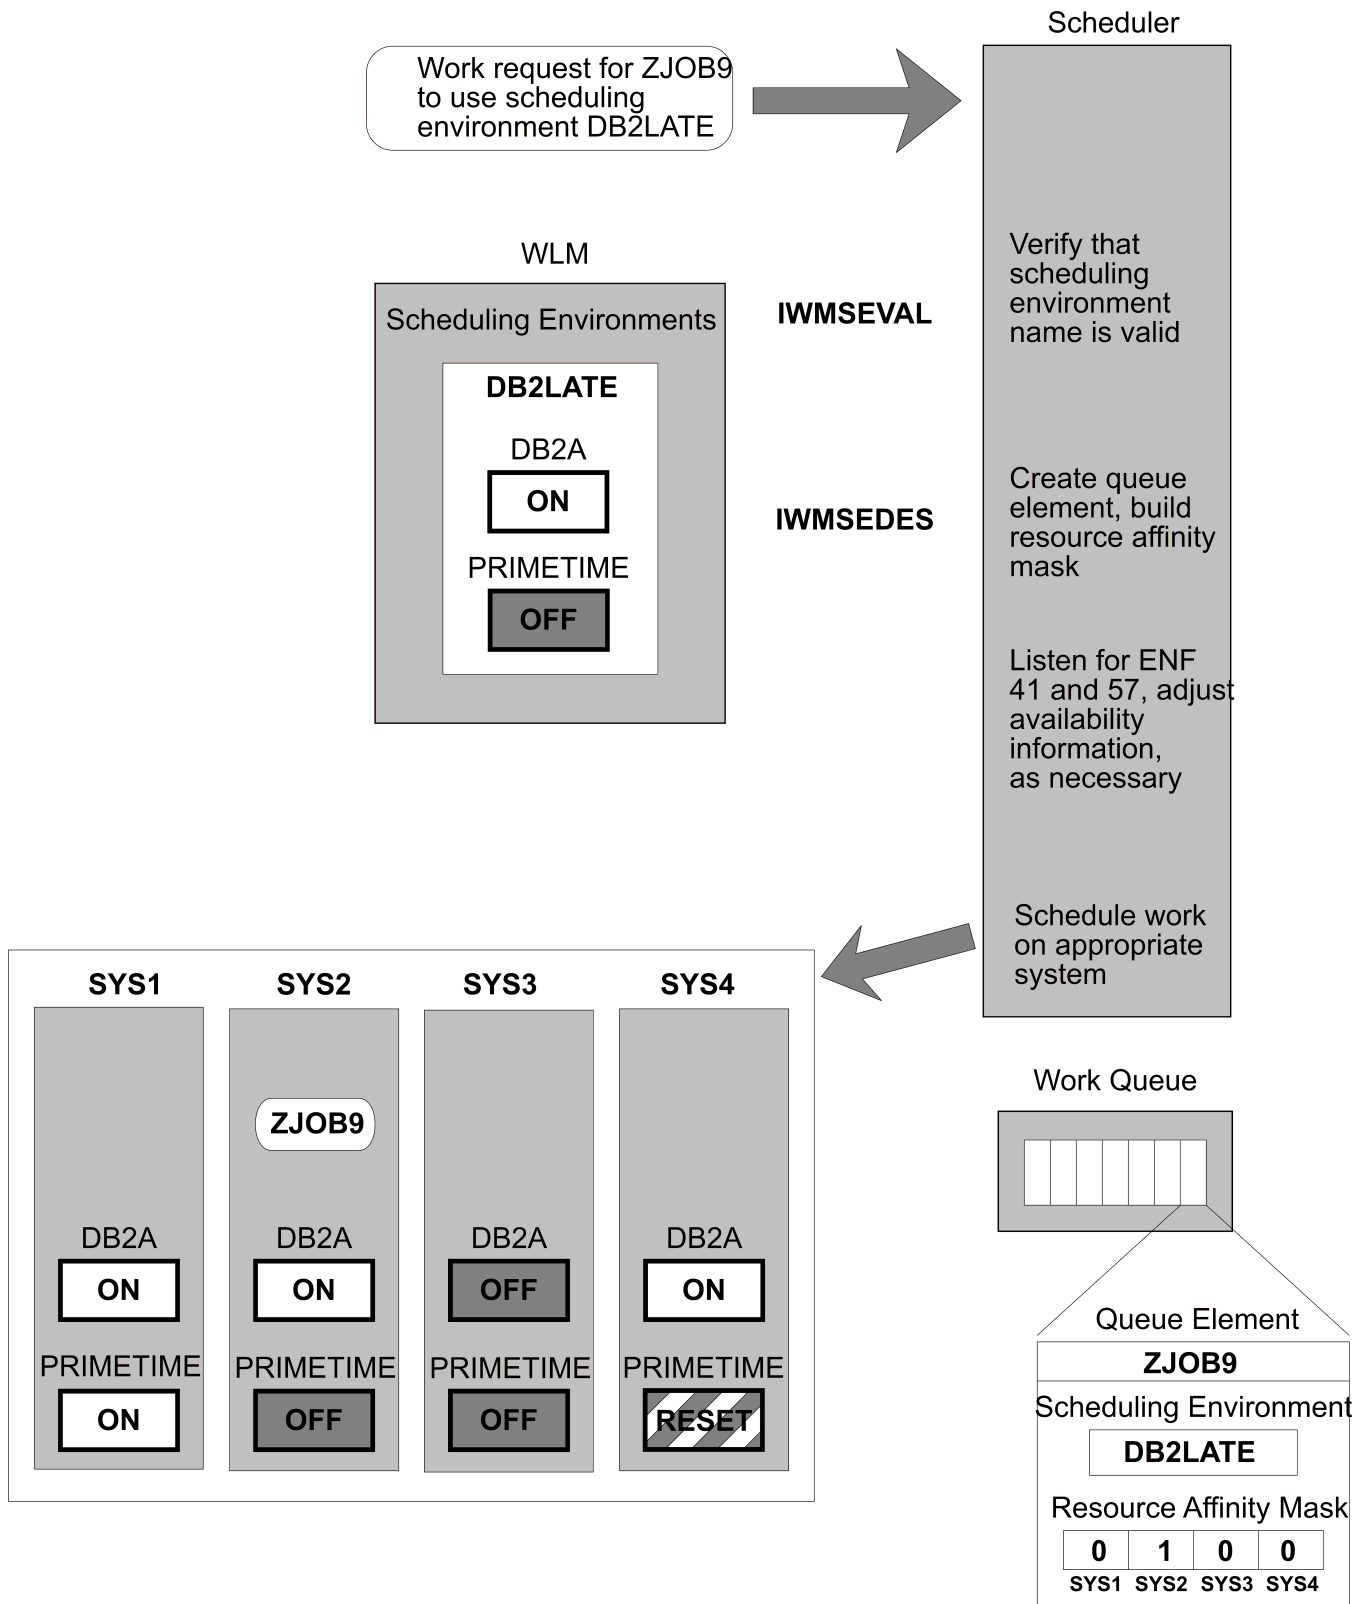 Scheduler
Work request for ZJOB9
to use scheduling
environment DB2LATE
WLM
Scheduling Environments
DB2LATE
DB2A
ON
PRIMETIME
OFF
IWMSEVAL
IWMSEDES
Verify that
scheduling
environment
name is valid
Create queue
element, build
resource affinity
mask
Listen for ENF
41 and 57, adjust
availability
information,
as necessary
Schedule work
on appropriate
system
SYS1
DB2A
ON
PRIMETIME
ON
SYS2
ZJOB9
DB2A
ON
PRIMETIME
OFF
SYS3
DB2A
OFF
PRIMETIME
OFF
SYS4
DB2A
ON
PRIMETIME
RESET
Work Queue
Queue Element
ZJOB9
Scheduling Environment
DB2LATE
Resource Affinity Mask
0 1 0 0
SYS1 SYS2 SYS3 SYS4